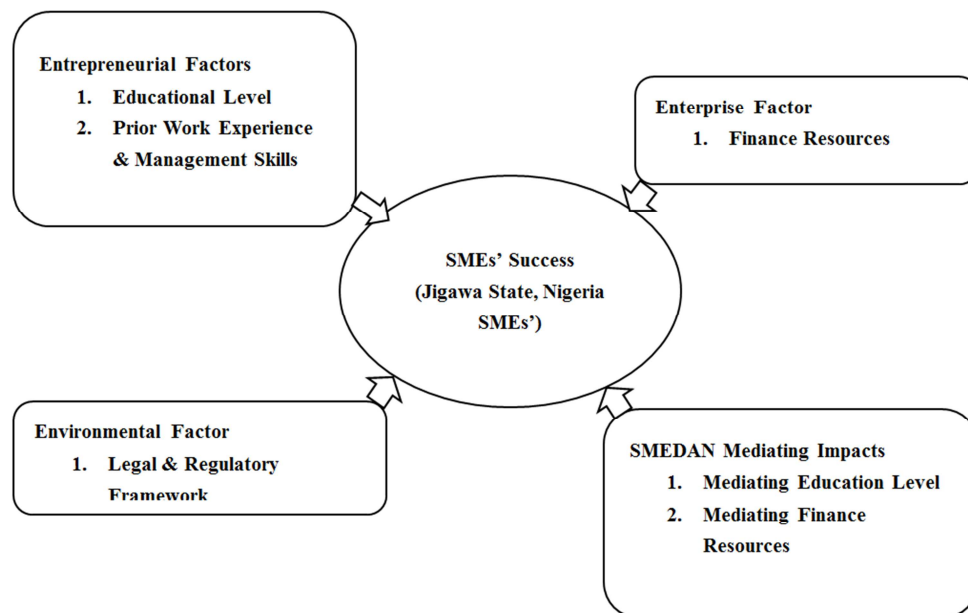 Entrepreneurial Factors
1. Educational Level
2. Prior Work Experience
& Management Skills
Enterprise Factor
1. Finance Resources
SMEs’ Success
(Jigawa State, Nigeria
SMEs’)
Environmental Factor
1. Legal & Regulatory
Framework
SMEDAN Mediating Impacts
1. Mediating Education Level
2. Mediating Finance
Resources